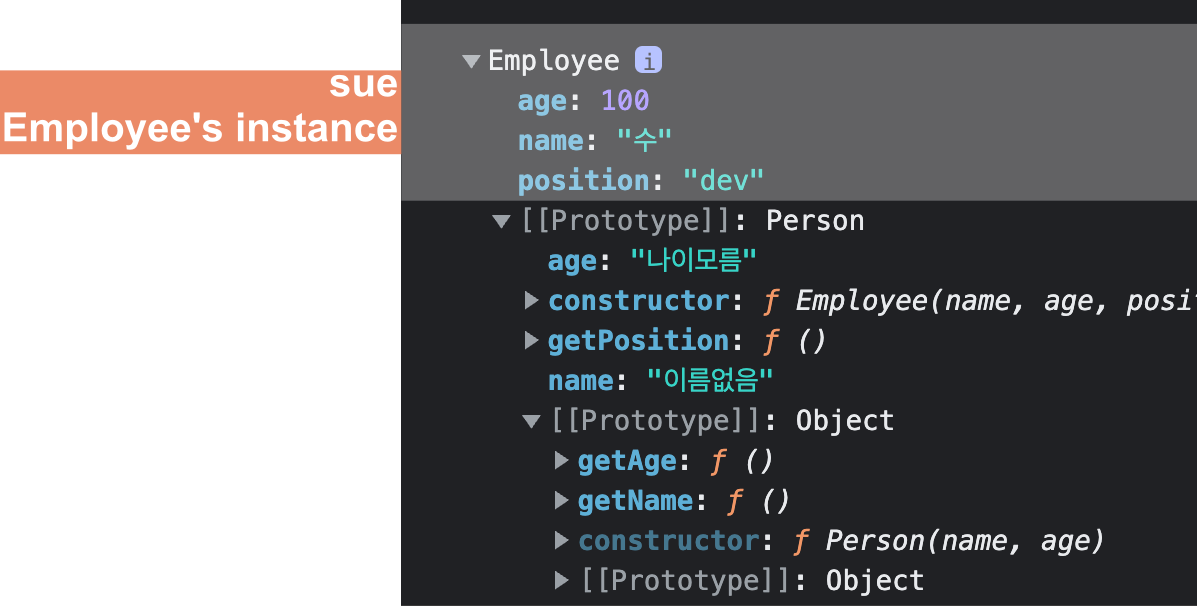 sue
Employee's instance
Employee i
age: 100
name: "수"
position: "dev"
[[Prototype]]: Person
age: "나이모름"
constructor: ƒ Employee(name, age, posi
getPosition: ƒ ()
name: "이름없음"
[[Prototype]]: Object
getAge: ƒ ()
getName: ƒ ()
constructor: ƒ Person(name, age)
[[Prototype]]: Object